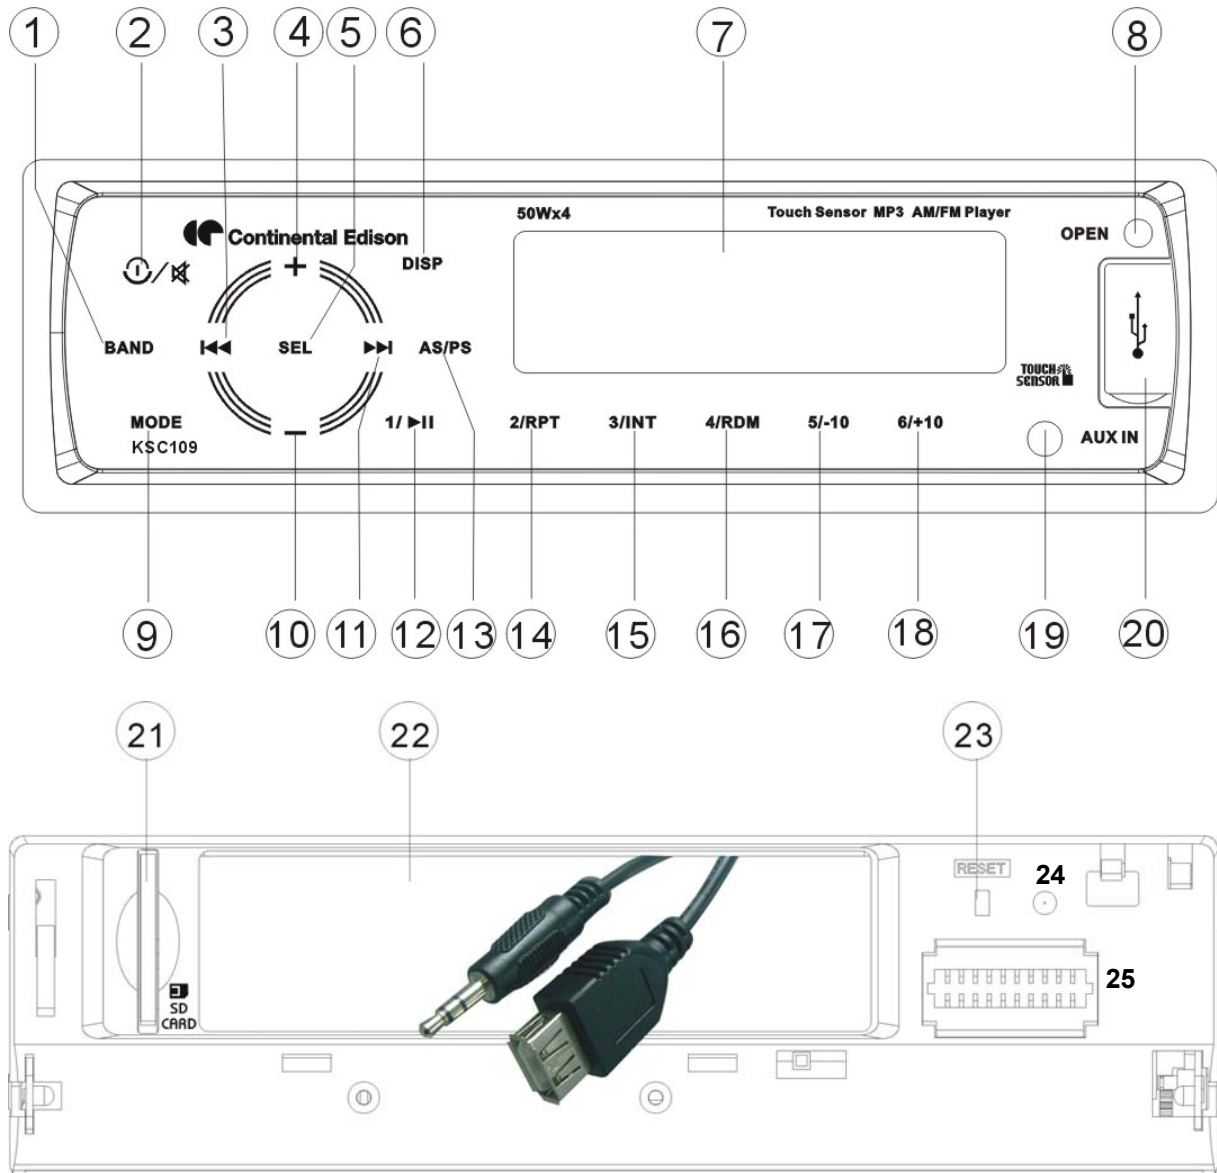 1 2 3 4 5 6 7 8
50Wx4 Touch Sensor MP3 AM/FM Player
Continental Edison
OPEN
DISP
BAND SEL AS/PS
TOUCH
SENSOR
MODE 1/ 2/RPT 3/INT 4/RDM 5/-10 6/+10
AUX IN
KSC109
9 10 11 12 13 14 15 16 17 18 19 20
21 22 23
RESET
24
25
SD
CARD